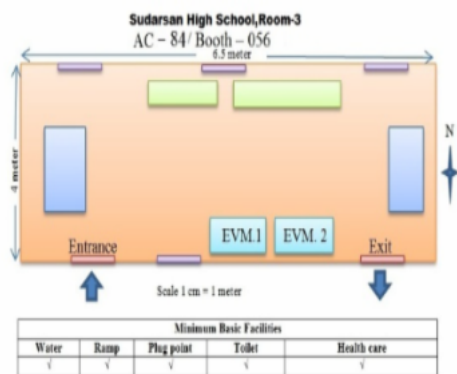 Sudarsan High School,Room-3
AC – 84/ Booth – 056
6.5 meter
4 meter
N
EVM.1 EVM. 2
Entrance Exit
Scale 1 cm = 1 meter
Minimum Basic Facilities
Water Ramp Plug point Toilet Health care
√ √ √ √ √